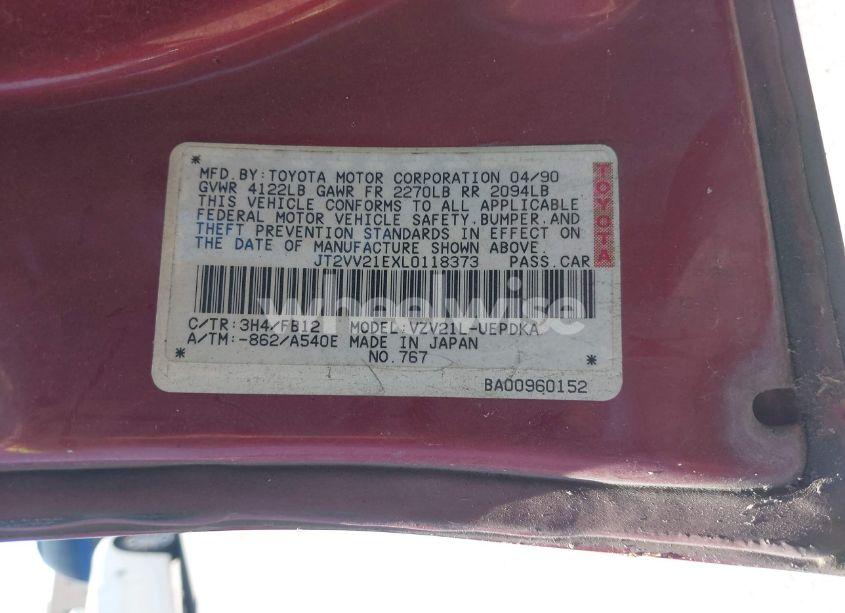 *
MFD.BY:TOYOTA MOTOR CORPORATION 04/90
GVWR 4122LB GAWR FR 2270LB RR 2094LB
THIS VEHICLE CONFORMS TO ALL APPLICABLE
FEDERAL MOTOR VEHICLE SAFETY,BUMPER,AND
THEFT PREVENTION STANDARDS IN EFFECT ON
THE DATE OF MANUFACTURE SHOWN ABOVE.
JT2VV21EXL0118373 PASS.CAR
TOYOTA
wheelwise
C/TR:3H4/FB12 MODEL:VZV21L-UEPDKA
A/TM:-862/A540E MADE IN JAPAN
* NO.767 *
BA00960152